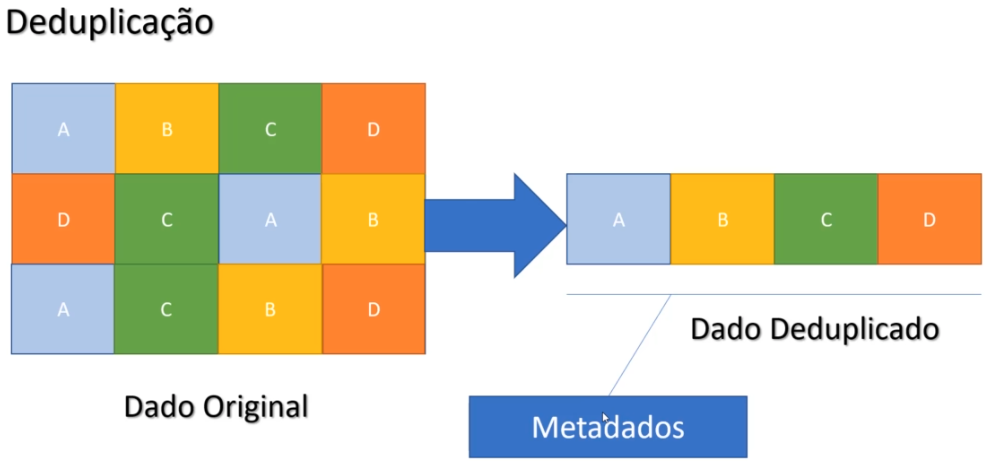 Deduplicação
A B C D
D C A B
A C B D
A B C D
Dado Original
Dado Deduplicado
Metadados